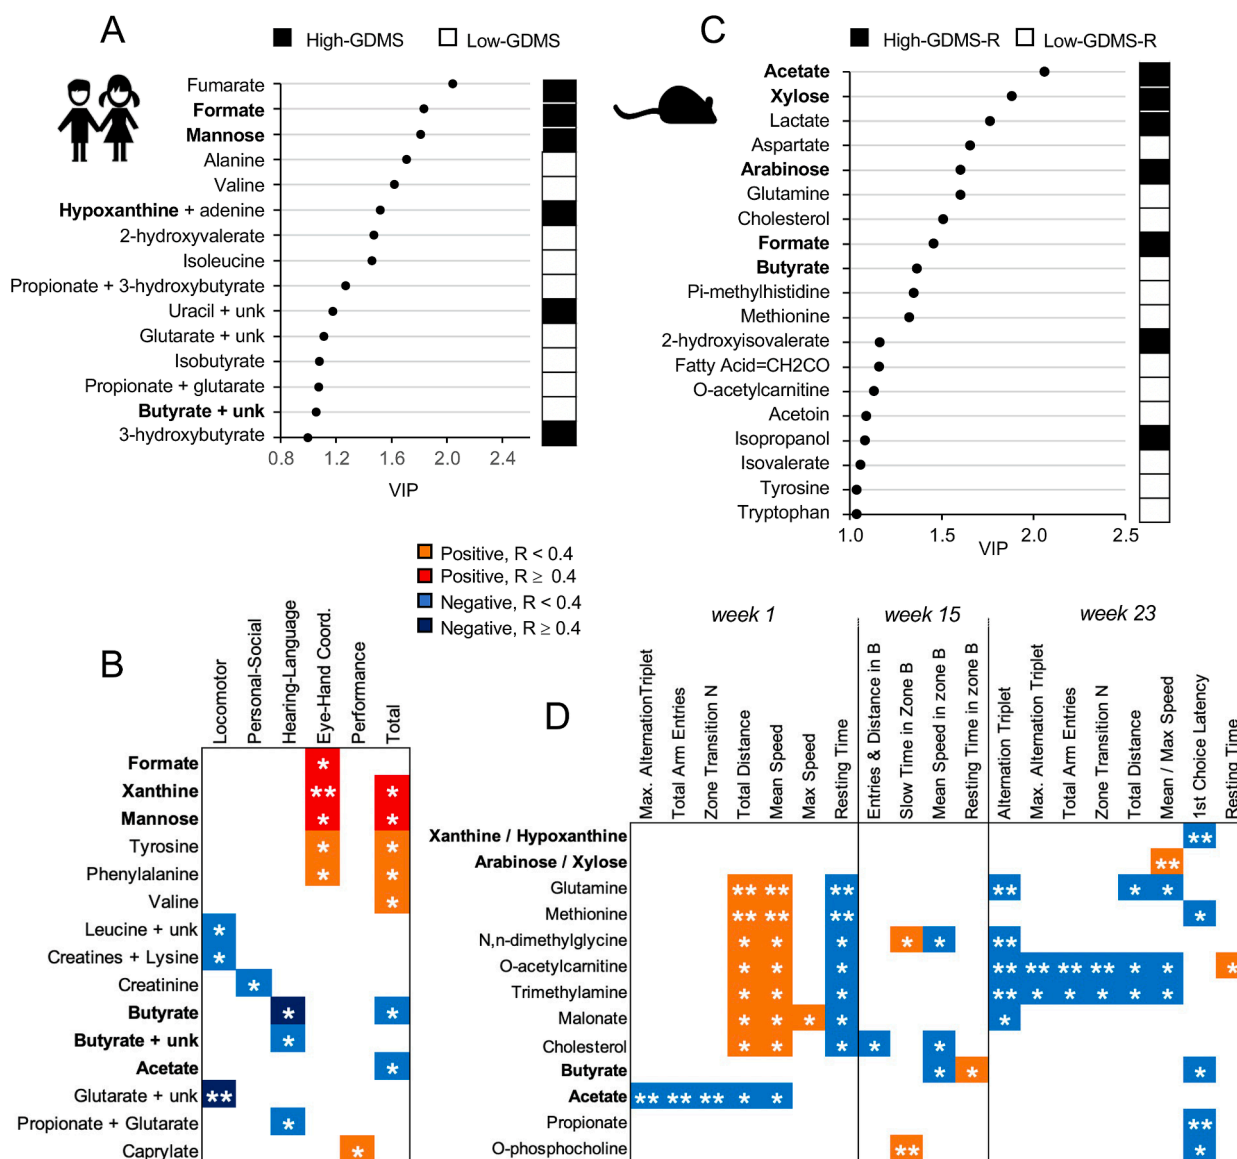 A
High-GDMS
Low-GDMS
Fumarate
Formate
Mannose
Alanine
Valine
Hypoxanthine + adenine
2-hydroxyvalerate
Isoleucine
Propionate + 3-hydroxybutyrate
Uracil + unk
Glutarate + unk
Isobutyrate
Propionate + glutarate
Butyrate + unk
3-hydroxybutyrate
0.8 1.2 1.6 2.0 2.4
VIP
C
High-GDMS-R
Low-GDMS-R
Acetate
Xylose
Lactate
Aspartate
Arabinose
Glutamine
Cholesterol
Formate
Butyrate
Pi-methylhistidine
Methionine
2-hydroxyisovalerate
Fatty Acid=CH2CO
O-acetylcarnitine
Acetoin
Isopropanol
Isovalerate
Tyrosine
Tryptophan
1.0 1.5 2.0 2.5
VIP
Positive, R < 0.4
Positive, R ≥ 0.4
Negative, R < 0.4
Negative, R ≥ 0.4
B
Locomotor
Personal-Social
Hearing-Language
Eye-Hand Coord.
Performance
Total
Formate *
Xanthine ** *
Mannose * *
Tyrosine * *
Phenylalanine * *
Valine *
Leucine + unk *
Creatines + Lysine *
Creatinine *
Butyrate * *
Butyrate + unk *
Acetate *
Glutarate + unk **
Propionate + Glutarate *
Caprylate *
D
week 1
week 15
week 23
Max. AlternationTriplet
Total Arm Entries
Zone Transition N
Total Distance
Mean Speed
Max Speed
Resting Time
Entries & Distance in B
Slow Time in Zone B
Mean Speed in zone B
Resting Time in zone B
Alternation Triplet
Max. Alternation Triplet
Total Arm Entries
Zone Transition N
Total Distance
Mean / Max Speed
1st Choice Latency
Resting Time
Xanthine / Hypoxanthine **
Arabinose / Xylose **
Glutamine ** ** ** ** * *
Methionine ** ** ** *
N,n-dimethylglycine * * * * * **
O-acetylcarnitine * * * ** ** ** ** * * *
Trimethylamine * * * ** * * * * *
Malonate * * * * *
Cholesterol * * * * *
Butyrate * * *
Acetate ** ** ** * *
Propionate **
O-phosphocholine ** *